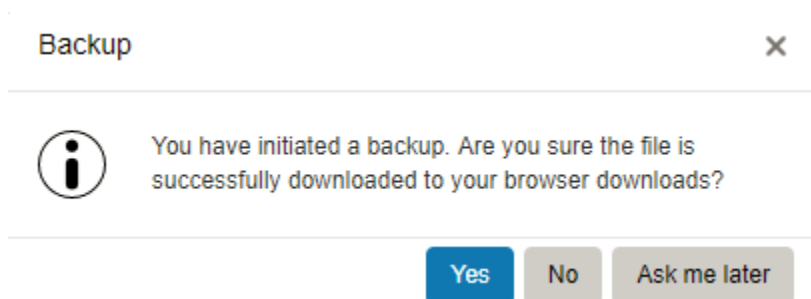 Backup
You have initiated a backup. Are you sure the file is
successfully downloaded to your browser downloads?
Yes No Ask me later